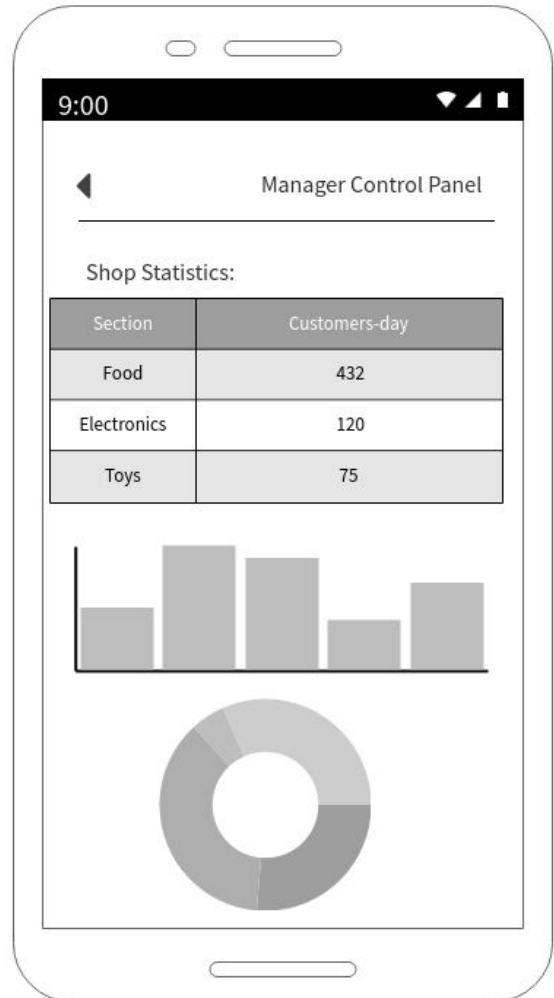 9:00
Manager Control Panel
Shop Statistics:
Section Customers-day
Food 432
Electronics 120
Toys 75